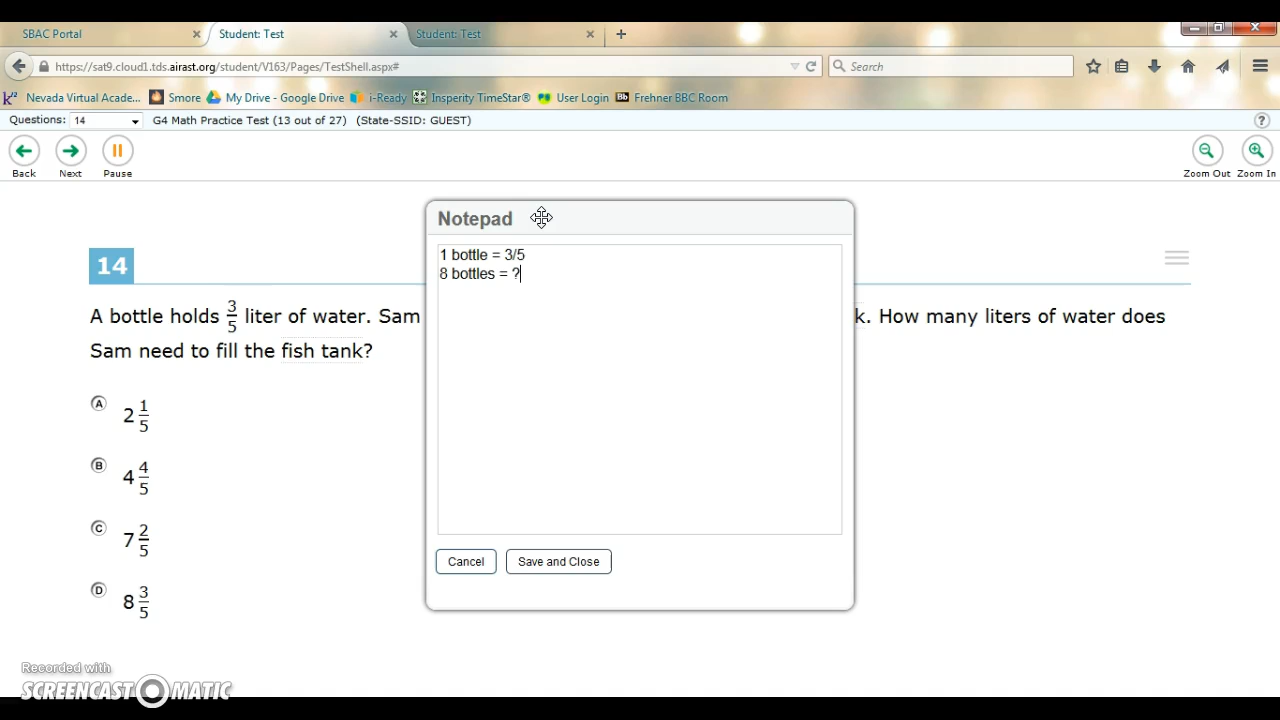 SBAC Portal
Student: Test
Student: Test
https://sat9.cloud1.tds.airast.org/student/V163/Pages/TestShell.aspx#
Search
Nevada Virtual Acade...
Smore
My Drive - Google Drive
i-Ready
Insperity TimeStar®
User Login
Bb
Frehner BBC Room
Questions: 14
G4 Math Practice Test (13 out of 27) (State-SSID: GUEST)
Back
Next
Pause
Zoom Out
Zoom In
Notepad
1 bottle = 3/5
8 bottles = ?
14
A bottle holds 3/5 liter of water. Sam k. How many liters of water does
Sam need to fill the fish tank?
A 2 1/5
B 4 4/5
C 7 2/5
D 8 3/5
Cancel
Save and Close
Recorded with
SCREENCAST O MATIC